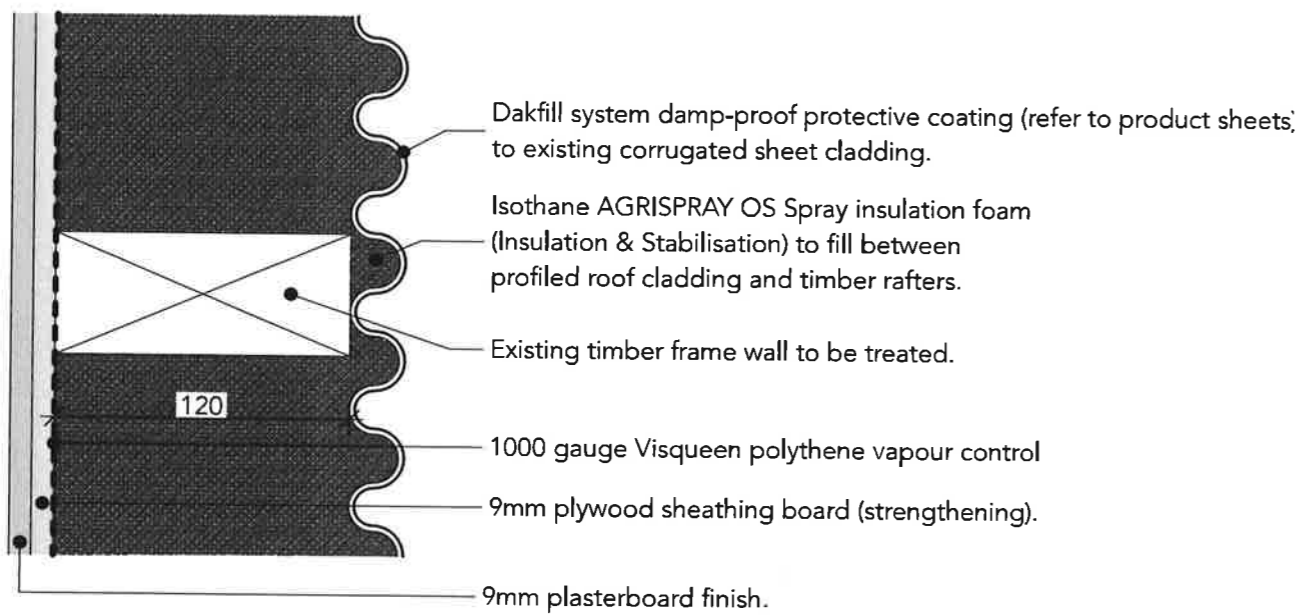 Dakfill system damp-proof protective coating (refer to product sheets)
to existing corrugated sheet cladding.
Isothane AGRISPRAY OS Spray insulation foam
(Insulation & Stabilisation) to fill between
profiled roof cladding and timber rafters.
Existing timber frame wall to be treated.
120
1000 gauge Visqueen polythene vapour control
9mm plywood sheathing board (strengthening).
9mm plasterboard finish.